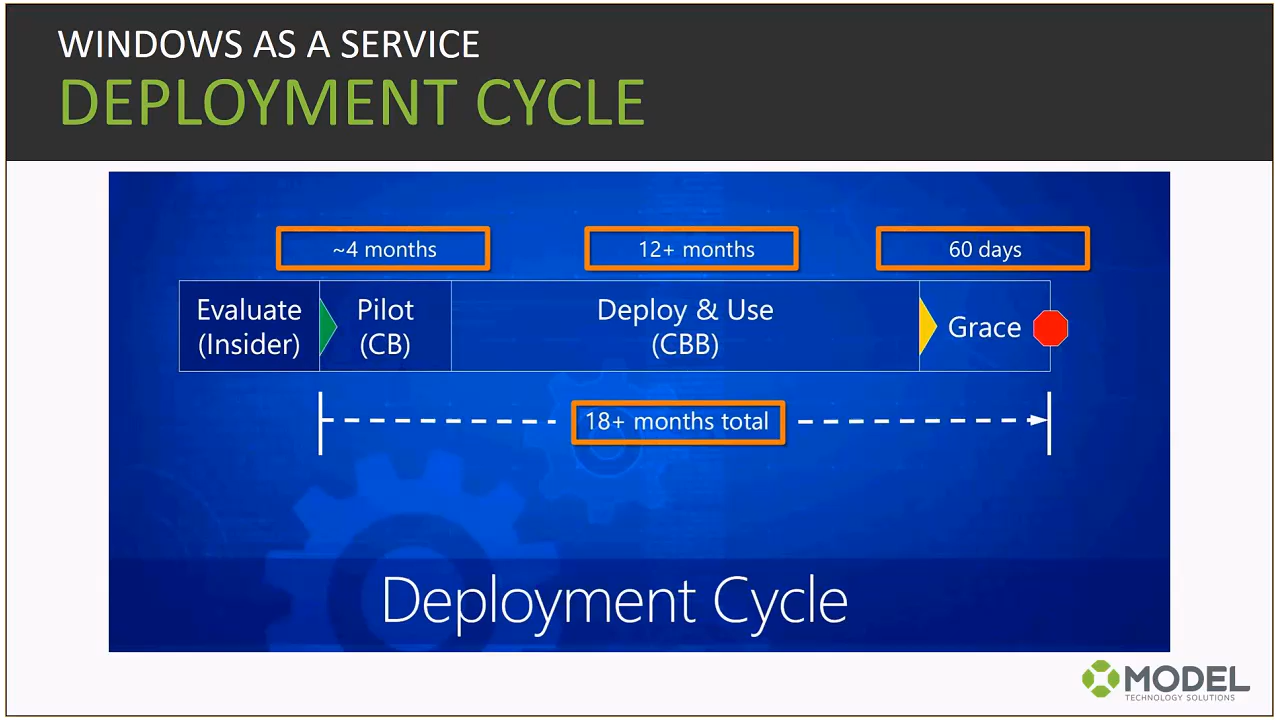 WINDOWS AS A SERVICE
DEPLOYMENT CYCLE
~4 months
12+ months
60 days
Evaluate
(Insider)
Pilot
(CB)
Deploy & Use
(CBB)
Grace
18+ months total
Deployment Cycle
MODEL
TECHNOLOGY SOLUTIONS